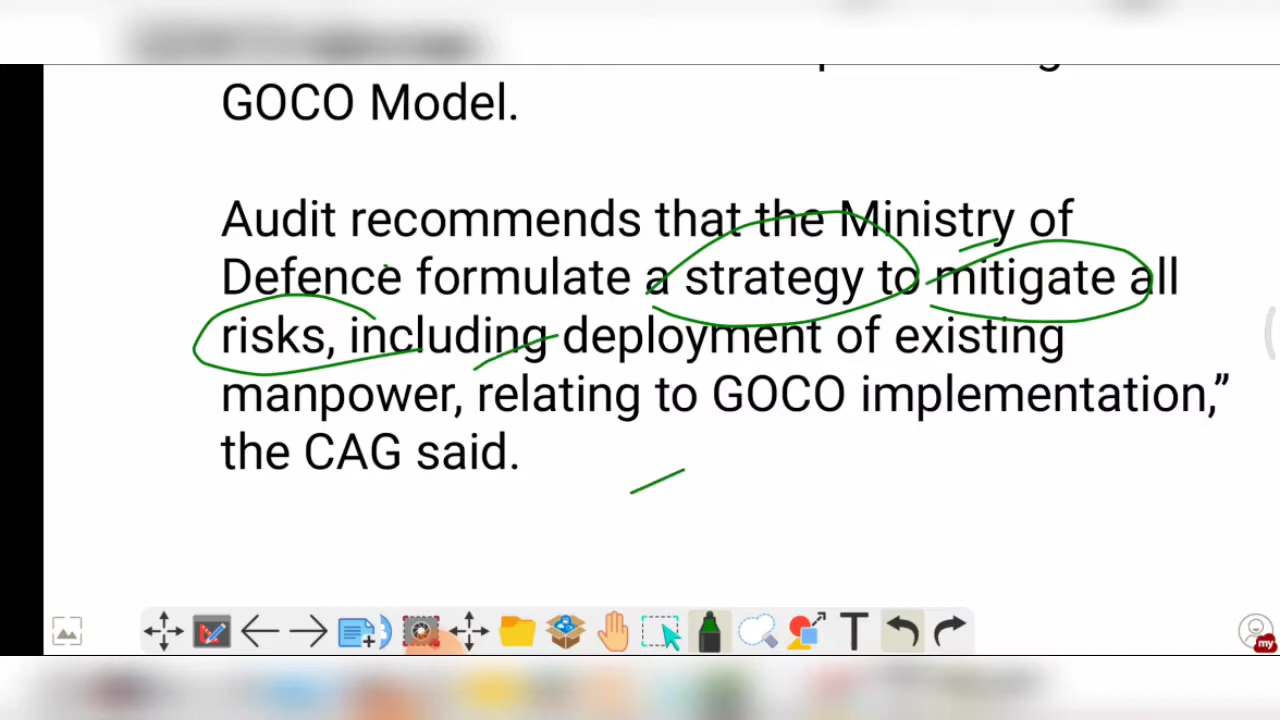 GOCO Model.
Audit recommends that the Ministry of
Defence formulate a strategy to mitigate all
risks, including deployment of existing
manpower, relating to GOCO implementation,”
the CAG said.
T
my